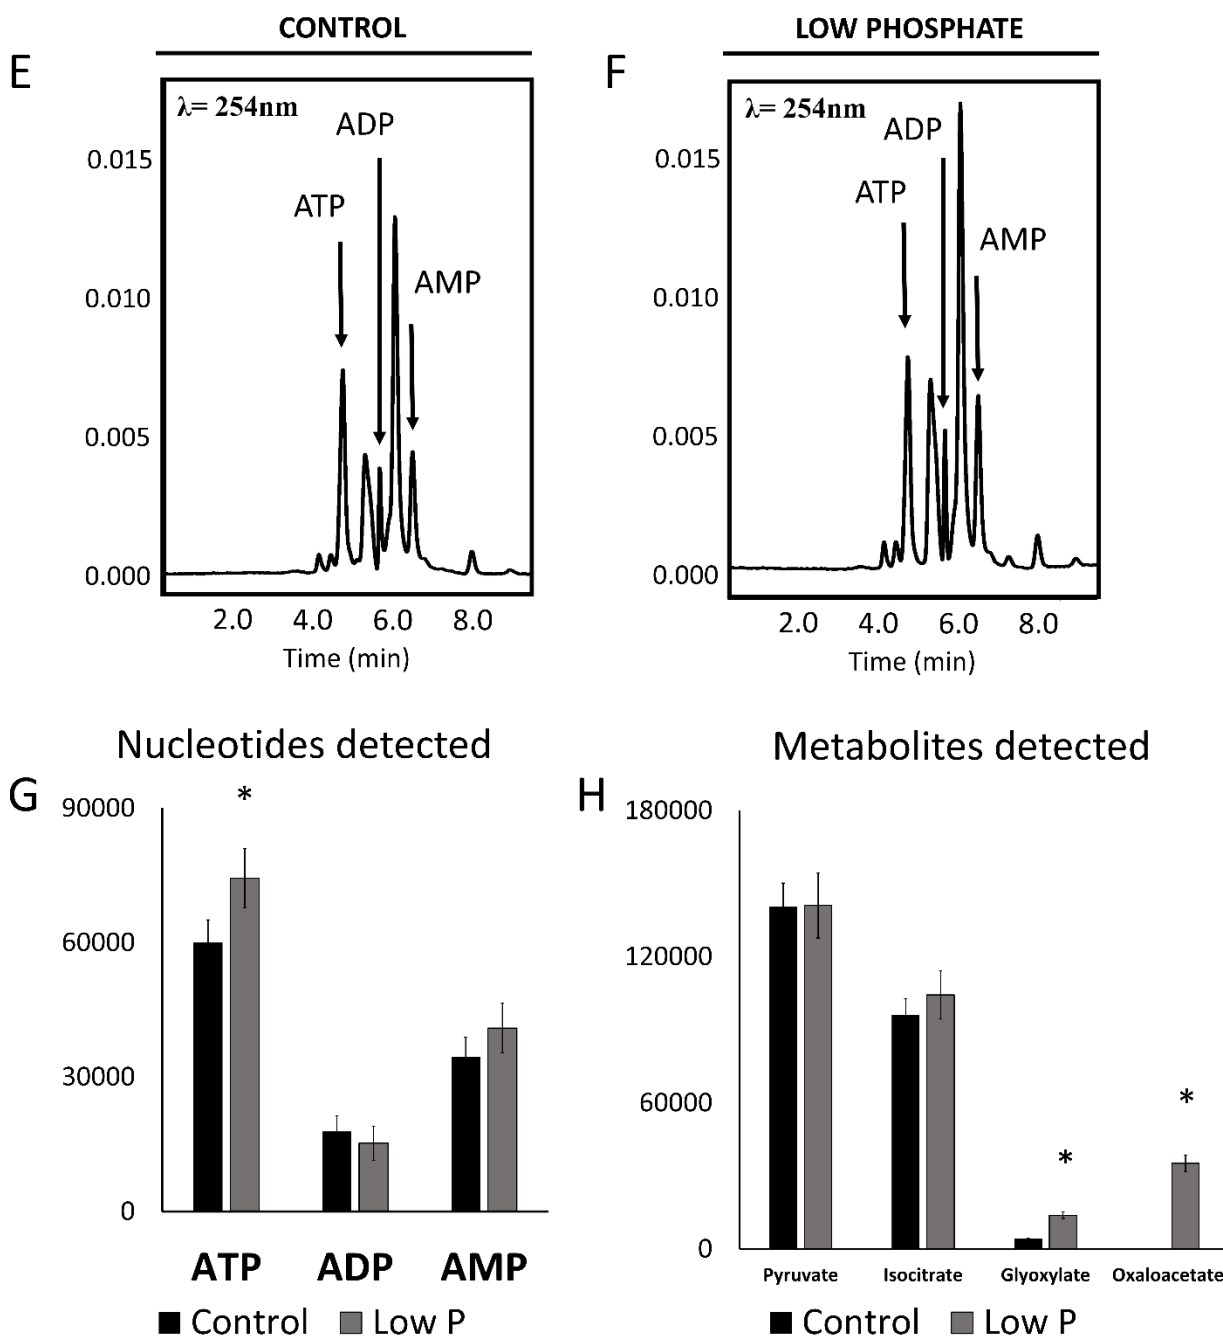 CONTROL
E
λ= 254nm
ADP
ATP
AMP
0.015
0.010
0.005
0.000
2.0 4.0 6.0 8.0
Time (min)
LOW PHOSPHATE
F
λ= 254nm
ADP
ATP
AMP
0.015
0.010
0.005
0.000
2.0 4.0 6.0 8.0
Time (min)
Nucleotides detected
G
90000
60000
30000
0
*
ATP ADP AMP
Control Low P
Metabolites detected
H
180000
120000
60000
0
*
*
Pyruvate Isocitrate Glyoxylate Oxaloacetate
Control Low P